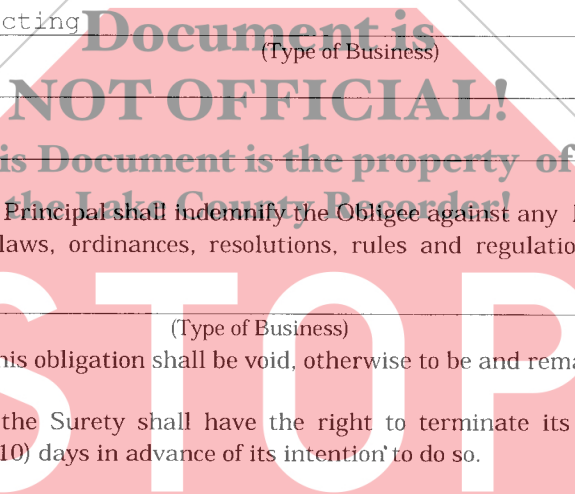 cting
Document is
(Type of Business)
NOT OFFICIAL!
is Document is the property of
the Lake County Recorder!
Principal shall indemnify the Obligee against any
laws, ordinances, resolutions, rules and regulatio
STOP
(Type of Business)
his obligation shall be void, otherwise to be and rema
the Surety shall have the right to terminate its
10) days in advance of its intention to do so.